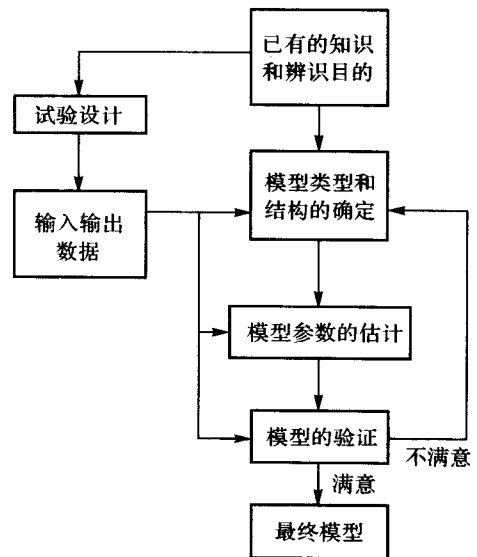 已有的知识
和辨识目的
试验设计
模型类型和
结构的确定
输入输出
数据
模型参数的估计
模型的验证
不满意
满意
最终模型